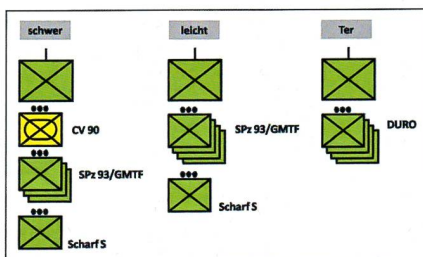 schwer
leicht
Ter
CV 90
SPz 93/GMTF
DURO
SPz 93/GMTF
Scharf S
Scharf S